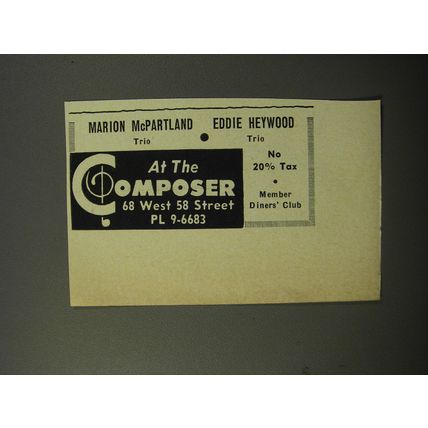 MARION McPARTLAND • EDDIE HEYWOOD
Trio Trio
At The
COMPOSER
68 West 58 Street
PL 9-6683
No
20% Tax
•
Member
Diners' Club